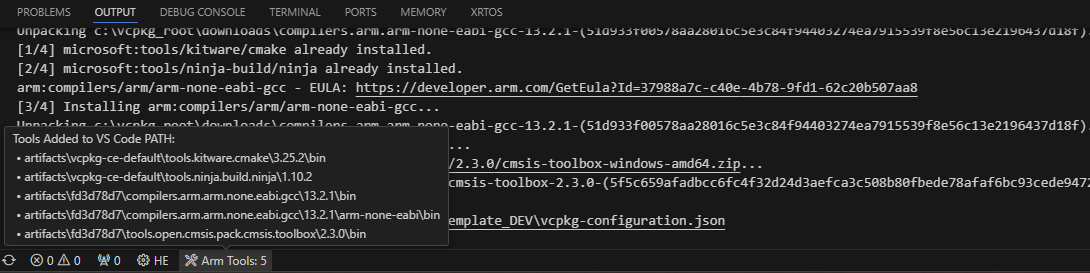 PROBLEMS OUTPUT DEBUG CONSOLE TERMINAL PORTS MEMORY XRTOS
Unpacking c:\vcpkg_root\downloads\compilers.arm.arm-none-eabi-gcc-13.2.1-(51d933f00578aa28016c5e3c84f94403274ea7915539f8e56c13e2196437d18f)
[1/4] microsoft:tools/kitware/cmake already installed.
[2/4] microsoft:tools/ninja-build/ninja already installed.
arm:compilers/arm/arm-none-eabi-gcc - EULA: https://developer.arm.com/GetEula?Id=37988a7c-c40e-4b78-9fd1-62c20b507aa8
[3/4] Installing arm:compilers/arm/arm-none-eabi-gcc...
Unpacking c:\vcpkg_root\downloads\compilers.arm.arm-none-eabi-gcc-13.2.1-(51d933f00578aa28016c5e3c84f94403274ea7915539f8e56c13e2196437d18f).
...
/2.3.0/cmsis-toolbox-windows-amd64.zip...
cmsis-toolbox-2.3.0-(5f5c659afadbcc6fc4f32d24d3aefca3c508b80fbede78afaf6bc93cede9472
emplate_DEV\vcpkg-configuration.json
Tools Added to VS Code PATH:
• artifacts\vcpkg-ce-default\tools.kitware.cmake\3.25.2\bin
• artifacts\vcpkg-ce-default\tools.ninja.build.ninja\1.10.2
• artifacts\fd3d78d7\compilers.arm.arm.none.eabi.gcc\13.2.1\bin
• artifacts\fd3d78d7\compilers.arm.arm.none.eabi.gcc\13.2.1\arm-none-eabi\bin
• artifacts\fd3d78d7\tools.open.cmsis.pack.cmsis.toolbox\2.3.0\bin
0 0 0 HE Arm Tools: 5